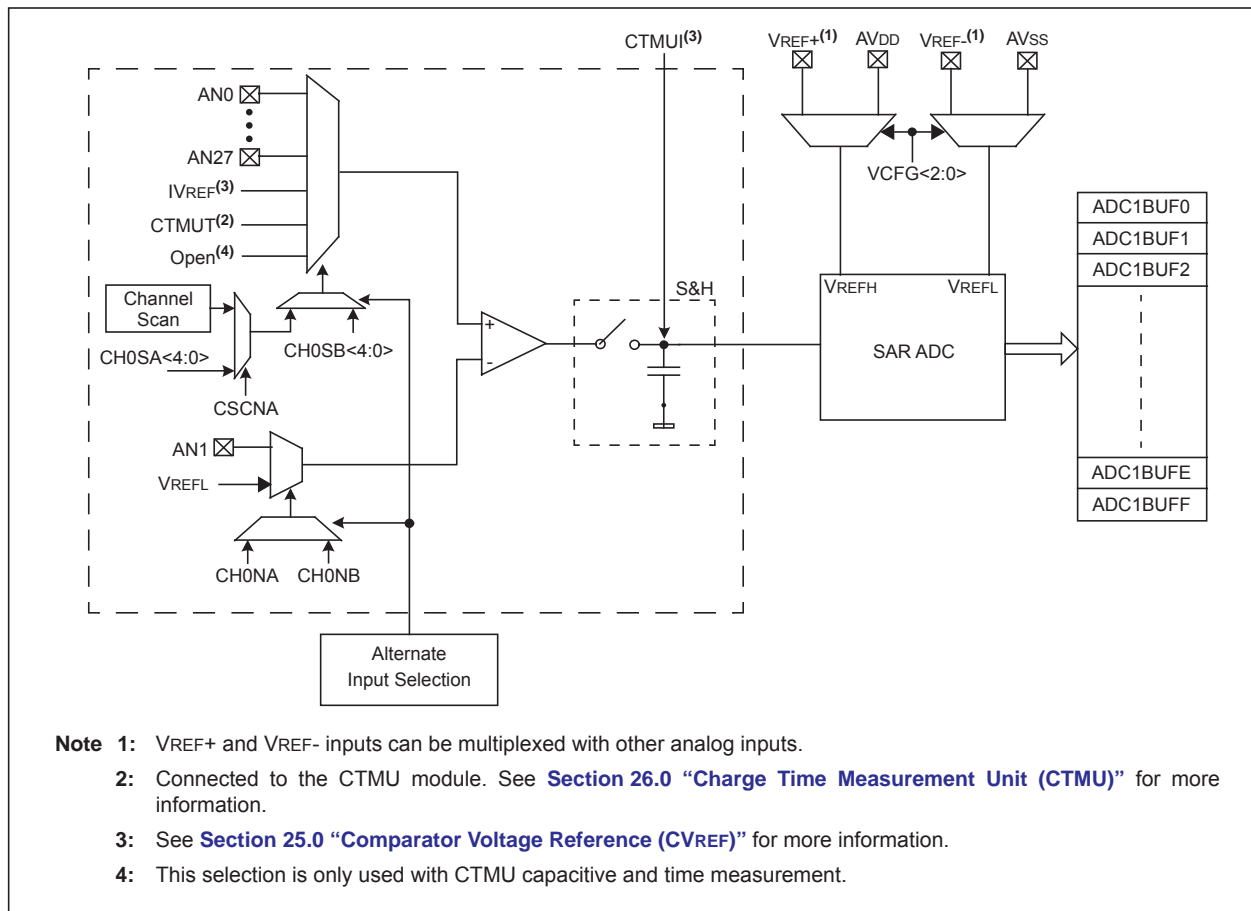 CTMUI(3)
VREF+(1)
AVDD
VREF-(1)
AVSS
AN0
AN27
IVREF(3)
CTMUT(2)
Open(4)
VCFG<2:0>
ADC1BUF0
ADC1BUF1
ADC1BUF2
ADC1BUFE
ADC1BUFF
Channel
Scan
CH0SA<4:0>
CH0SB<4:0>
CSCNA
+
-
S&H
VREFH
VREFL
SAR ADC
AN1
VREFL
CH0NA
CH0NB
Alternate
Input Selection
Note 1: VREF+ and VREF- inputs can be multiplexed with other analog inputs.
2: Connected to the CTMU module. See Section 26.0 “Charge Time Measurement Unit (CTMU)” for more
information.
3: See Section 25.0 “Comparator Voltage Reference (CVREF)” for more information.
4: This selection is only used with CTMU capacitive and time measurement.